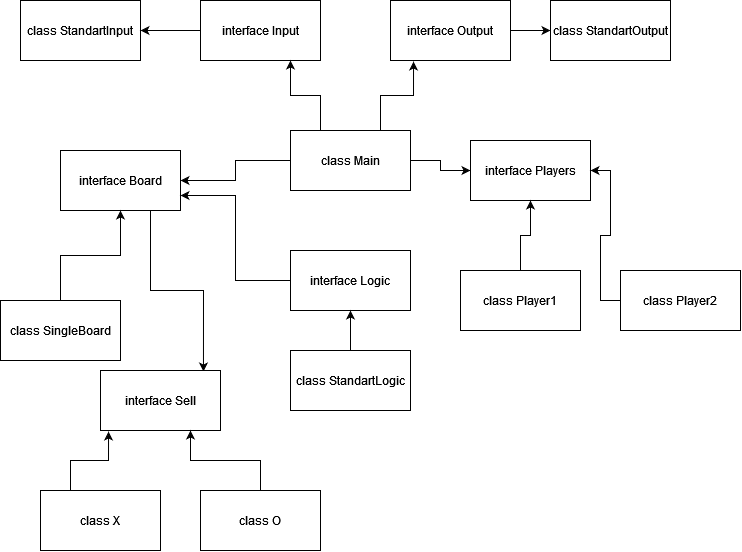 class StandartInput
interface Input
interface Output
class StandartOutput
class Main
interface Board
interface Players
interface Logic
class Player1
class Player2
class SingleBoard
class StandartLogic
interface Sell
class X
class O